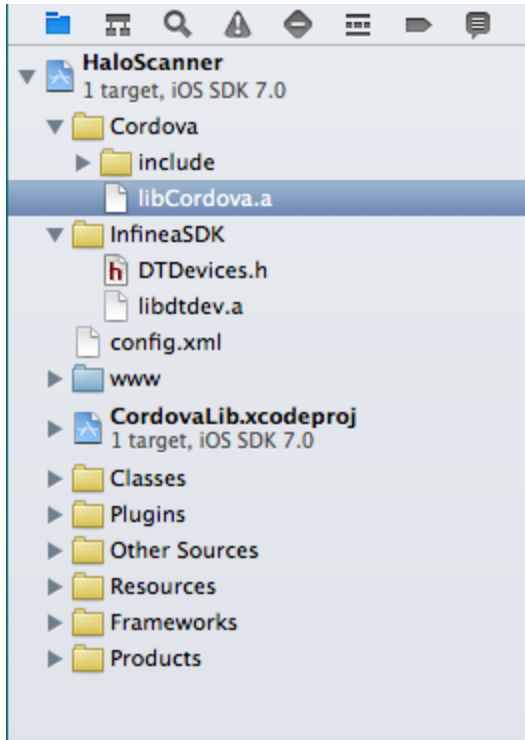 HaloScanner
1 target, iOS SDK 7.0
Cordova
include
libCordova.a
InfineaSDK
h DTDevices.h
libdtdev.a
config.xml
www
CordovaLib.xcodeproj
1 target, iOS SDK 7.0
Classes
Plugins
Other Sources
Resources
Frameworks
Products